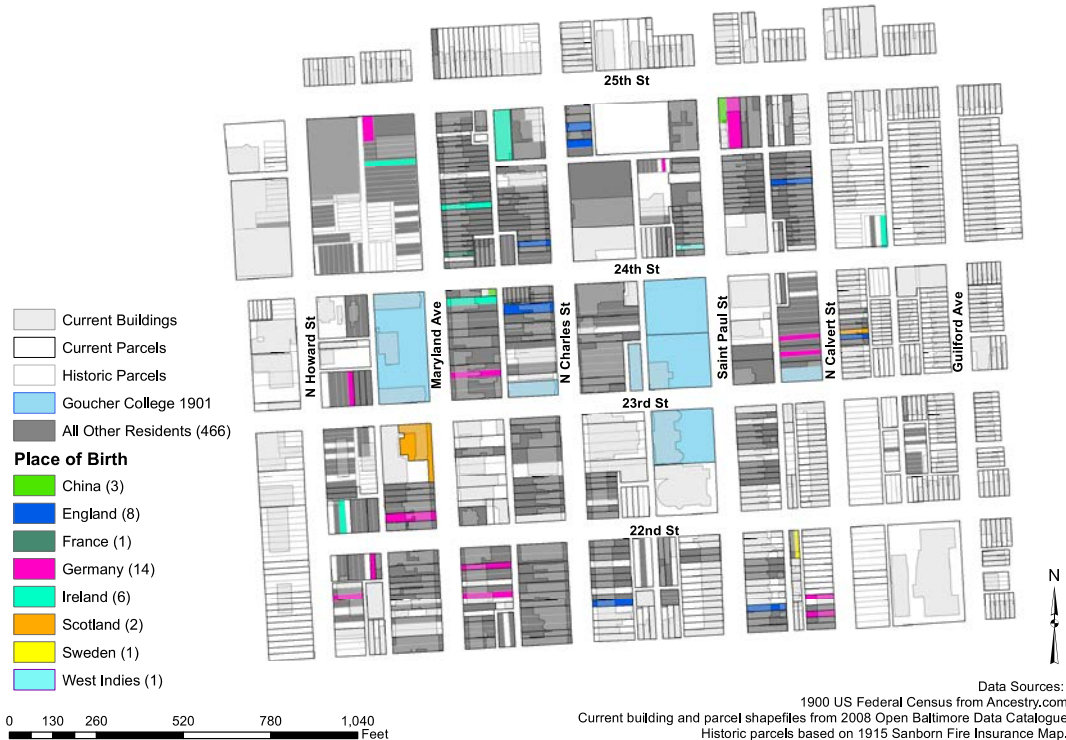 25th St
24th St
N Howard St
Maryland Ave
N Charles St
Saint Paul St
N Calvert St
Guilford Ave
23rd St
22nd St
Current Buildings
Current Parcels
Historic Parcels
Goucher College 1901
All Other Residents (466)
Place of Birth
China (3)
England (8)
France (1)
Germany (14)
Ireland (6)
Scotland (2)
Sweden (1)
West Indies (1)
N
0 130 260 520 780 1,040
Feet
Data Sources:
1900 US Federal Census from Ancestry.com
Current building and parcel shapefiles from 2008 Open Baltimore Data Catalogue
Historic parcels based on 1915 Sanborn Fire Insurance Map.